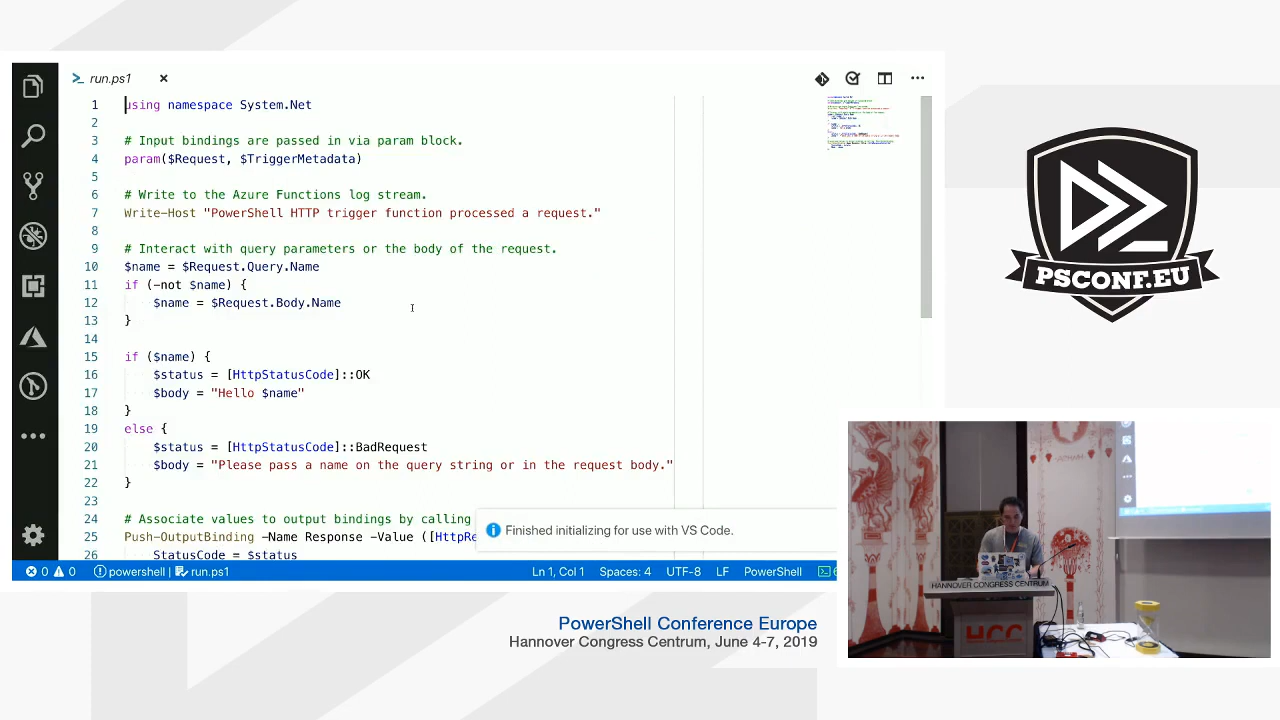 run.ps1
1 using namespace System.Net
2
3 # Input bindings are passed in via param block.
4 param($Request, $TriggerMetadata)
5
6 # Write to the Azure Functions log stream.
7 Write-Host "PowerShell HTTP trigger function processed a request."
8
9 # Interact with query parameters or the body of the request.
10 $name = $Request.Query.Name
11 if (-not $name) {
12 $name = $Request.Body.Name
13 }
14
15 if ($name) {
16 $status = [HttpStatusCode]::OK
17 $body = "Hello $name"
18 }
19 else {
20 $status = [HttpStatusCode]::BadRequest
21 $body = "Please pass a name on the query string or in the request body."
22 }
23
24 # Associate values to output bindings by calling
25 Push-OutputBinding -Name Response -Value ([HttpRe
26 StatusCode = $status
Finished initializing for use with VS Code.
0 0 powershell | run.ps1 Ln 1, Col 1 Spaces: 4 UTF-8 LF PowerShell 6
PSCONF.EU
HANNOVER CONGRESS CENTRUM
HCC
PowerShell Conference Europe
Hannover Congress Centrum, June 4-7, 2019